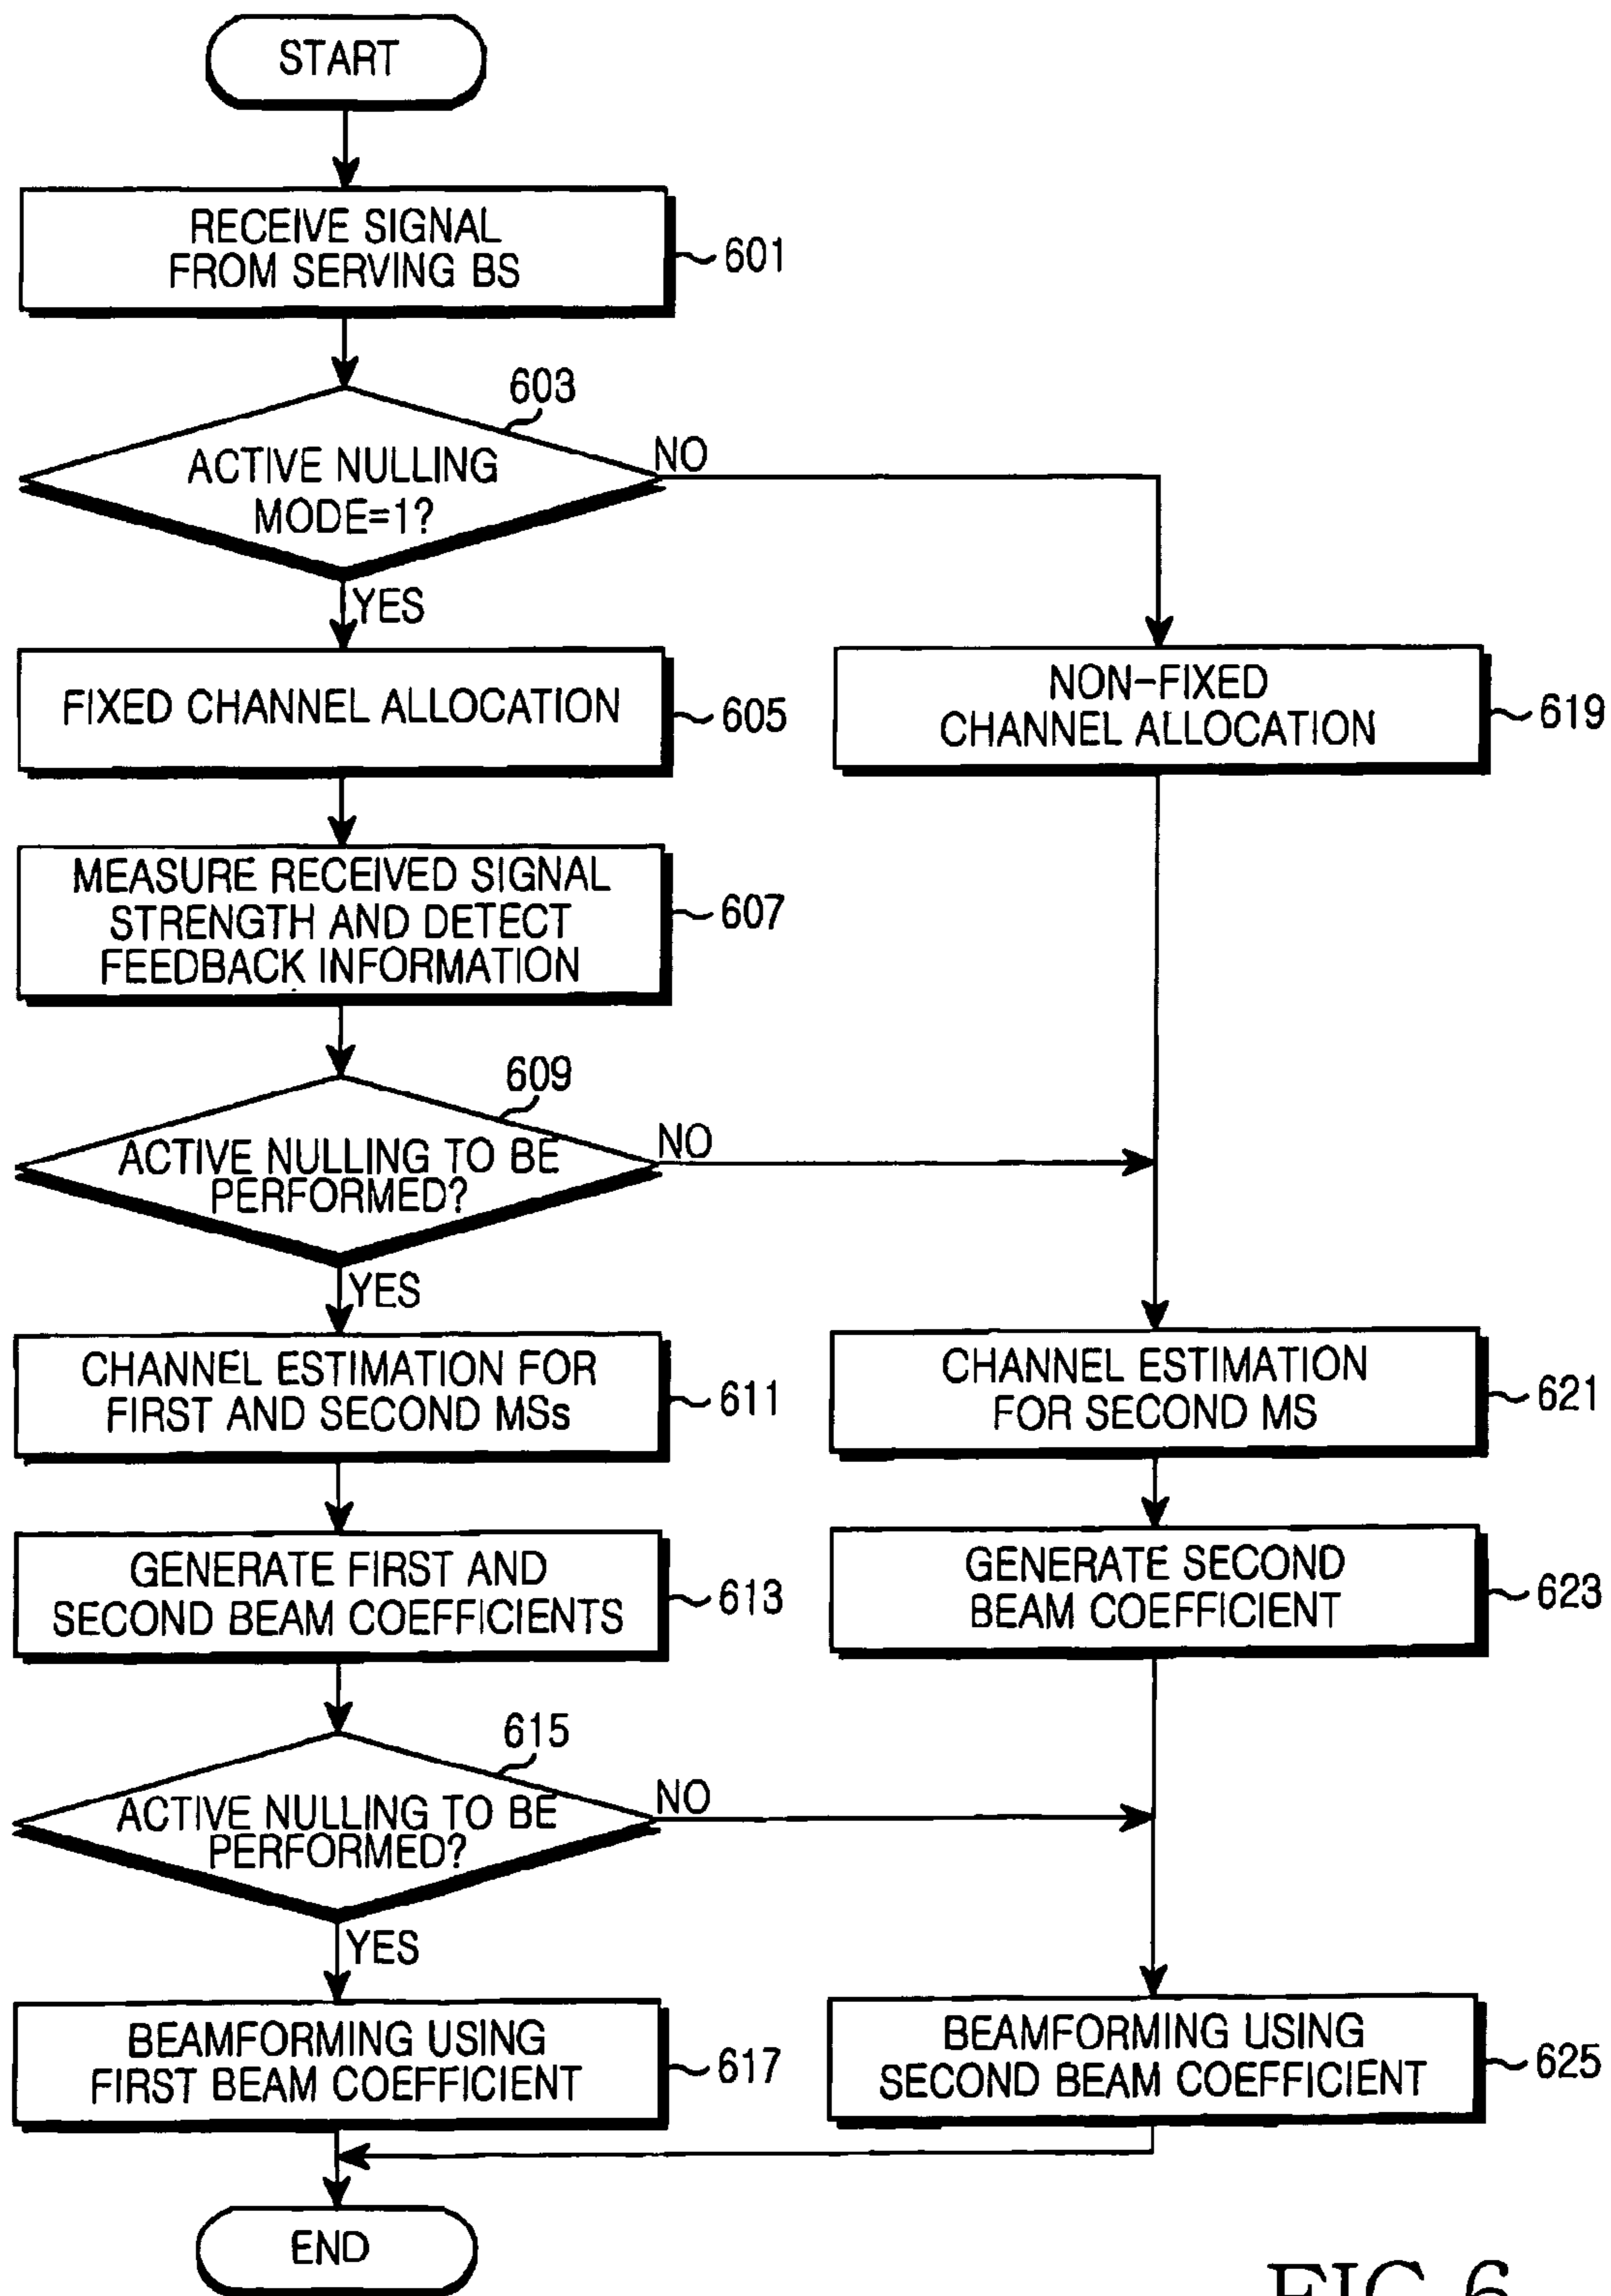 START
RECEIVE SIGNAL
FROM SERVING BS
601
603
ACTIVE NULLING
MODE=1?
NO
YES
FIXED CHANNEL ALLOCATION
605
NON-FIXED
CHANNEL ALLOCATION
619
MEASURE RECEIVED SIGNAL
STRENGTH AND DETECT
FEEDBACK INFORMATION
607
609
ACTIVE NULLING TO BE
PERFORMED?
NO
YES
CHANNEL ESTIMATION FOR
FIRST AND SECOND MSs
611
CHANNEL ESTIMATION
FOR SECOND MS
621
GENERATE FIRST AND
SECOND BEAM COEFFICIENTS
613
GENERATE SECOND
BEAM COEFFICIENT
623
615
ACTIVE NULLING TO BE
PERFORMED?
NO
YES
BEAMFORMING USING
FIRST BEAM COEFFICIENT
617
BEAMFORMING USING
SECOND BEAM COEFFICIENT
625
END
FIG. 6